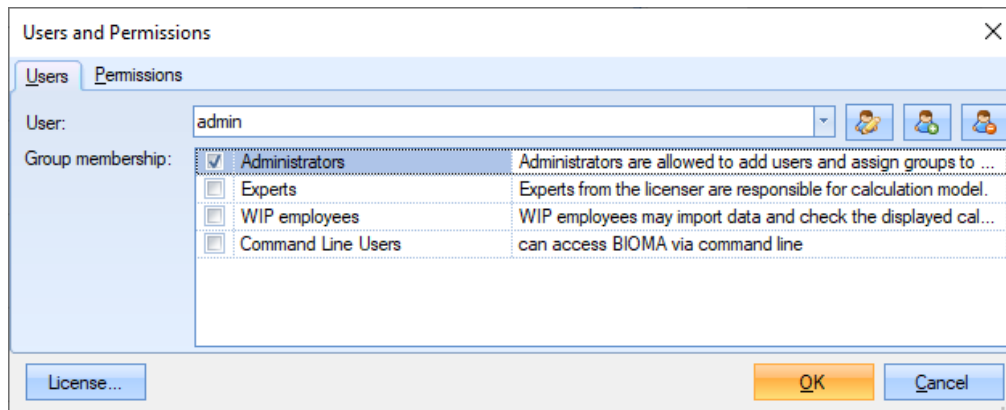 Users and Permissions
Users Permissions
User: admin
Group membership: Administrators Administrators are allowed to add users and assign groups to ...
Experts Experts from the licenser are responsible for calculation model.
WIP employees WIP employees may import data and check the displayed cal...
Command Line Users can access BIOMA via command line
License... OK Cancel